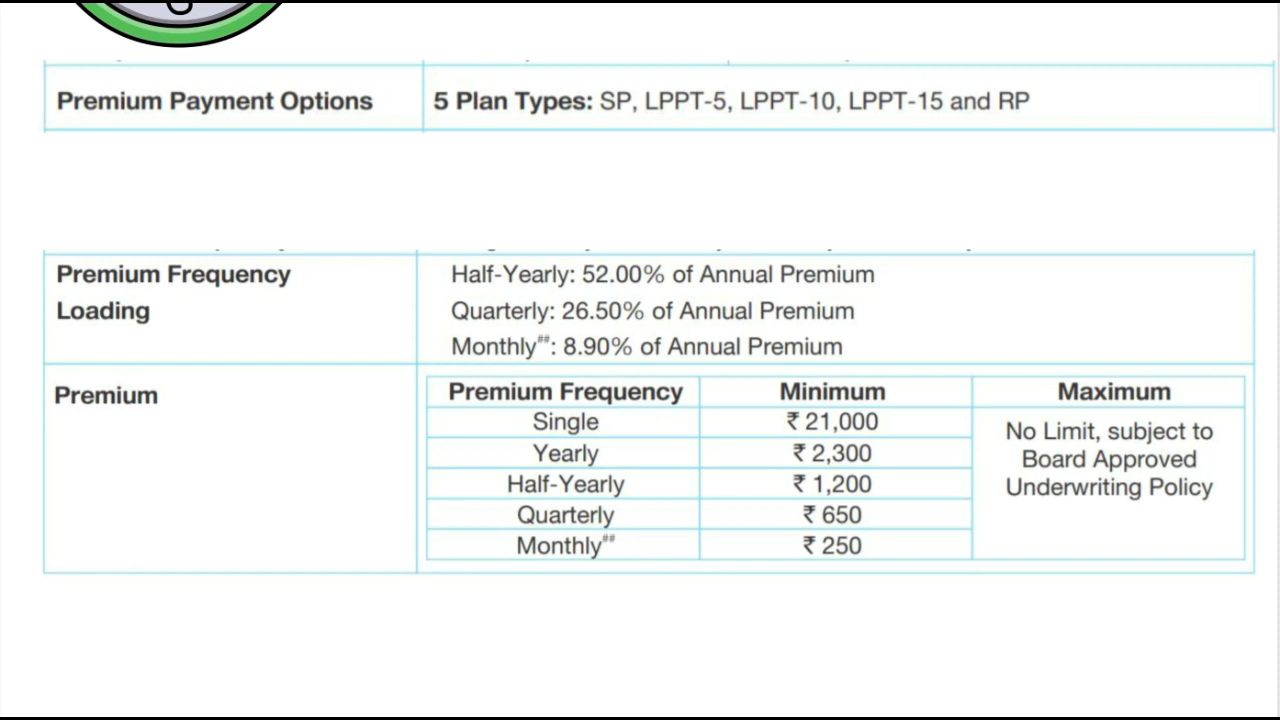 Premium Payment Options
5 Plan Types: SP, LPPT-5, LPPT-10, LPPT-15 and RP
Premium Frequency
Loading
Half-Yearly: 52.00% of Annual Premium
Quarterly: 26.50% of Annual Premium
Monthly##: 8.90% of Annual Premium
Premium
Premium Frequency Minimum Maximum
Single ₹ 21,000
Yearly ₹ 2,300
Half-Yearly ₹ 1,200
Quarterly ₹ 650
Monthly## ₹ 250
No Limit, subject to
Board Approved
Underwriting Policy